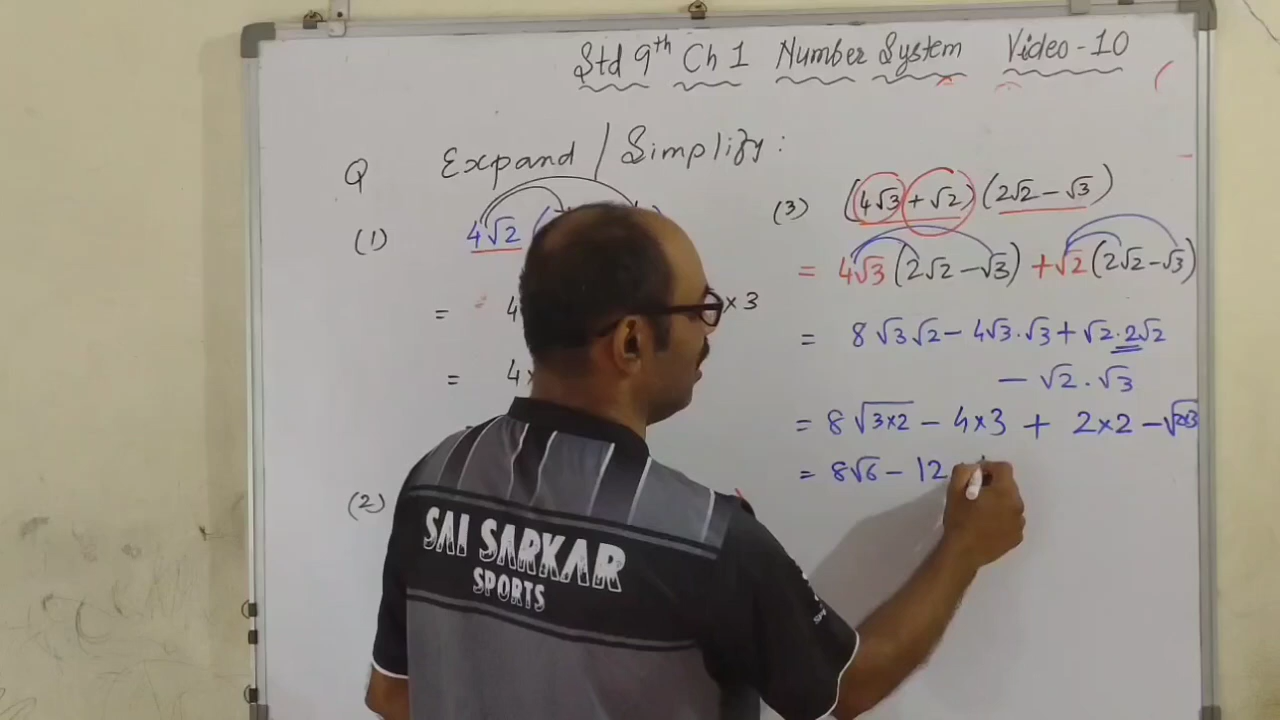 Std 9th Ch 1 Number System Video - 10
Q Expand / Simplify :
(1) 4√2 (
= 4 × 3
= 4
(2)
(3) (4√3 + √2) (2√2 − √3)
= 4√3 (2√2 − √3) + √2 (2√2 − √3)
= 8 √3 √2 − 4√3 . √3 + √2 . 2√2
− √2 . √3
= 8 √3×2 − 4×3 + 2×2 − √2×3
= 8√6 − 12
SAI SARKAR
SPORTS